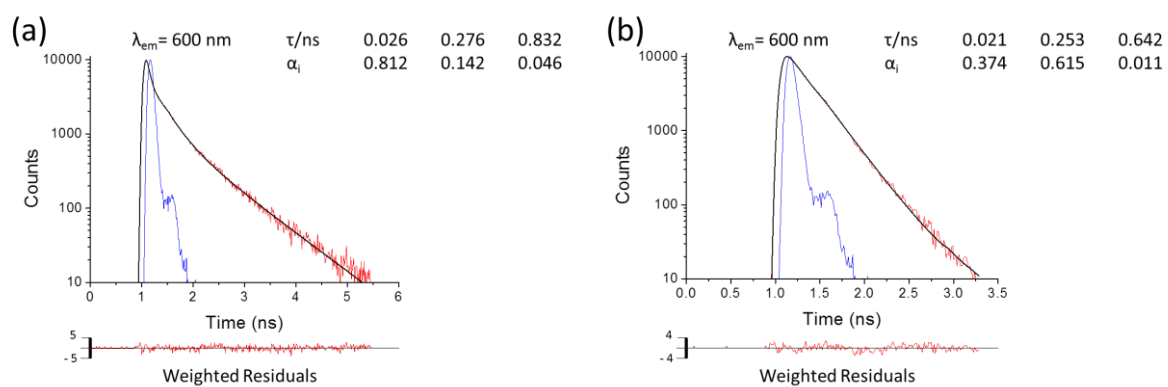 (a)
λem = 600 nm τ/ns 0.026 0.276 0.832
αi 0.812 0.142 0.046
10000
1000
100
10
Counts
0 1 2 3 4 5 6
Time (ns)
5
-5
Weighted Residuals
(b)
λem = 600 nm τ/ns 0.021 0.253 0.642
αi 0.374 0.615 0.011
10000
1000
100
10
Counts
0.0 0.5 1.0 1.5 2.0 2.5 3.0 3.5
Time (ns)
4
-4
Weighted Residuals